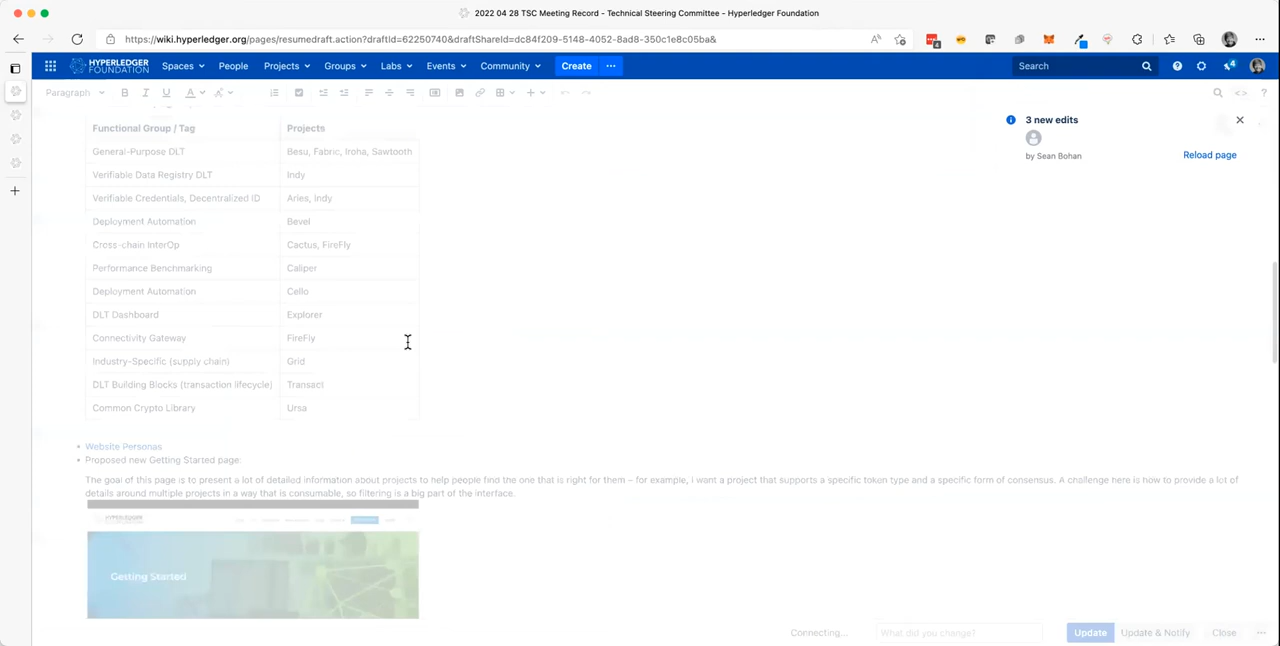 2022 04 28 TSC Meeting Record - Technical Steering Committee - Hyperledger Foundation
https://wiki.hyperledger.org/pages/resumedraft.action?draftId=62250740&draftShareId=dc84f209-5148-4052-8ad8-350c1e8c05ba&
HYPERLEDGER FOUNDATION Spaces People Projects Groups Labs Events Community Create Search 4
Paragraph B I U A
3 new edits
by Sean Bohan Reload page
Functional Group / Tag Projects
General-Purpose DLT Besu, Fabric, Iroha, Sawtooth
Verifiable Data Registry DLT Indy
Verifiable Credentials, Decentralized ID Aries, Indy
Deployment Automation Bevel
Cross-chain InterOp Cactus, FireFly
Performance Benchmarking Caliper
Deployment Automation Cello
DLT Dashboard Explorer
Connectivity Gateway FireFly
Industry-Specific (supply chain) Grid
DLT Building Blocks (transaction lifecycle) Transact
Common Crypto Library Ursa
• Website Personas
• Proposed new Getting Started page:
The goal of this page is to present a lot of detailed information about projects to help people find the one that is right for them – for example, I want a project that supports a specific token type and a specific form of consensus. A challenge here is how to provide a lot of
details around multiple projects in a way that is consumable, so filtering is a big part of the interface.
HYPERLEDGER
Getting Started
Connecting... What did you change? Update Update & Notify Close